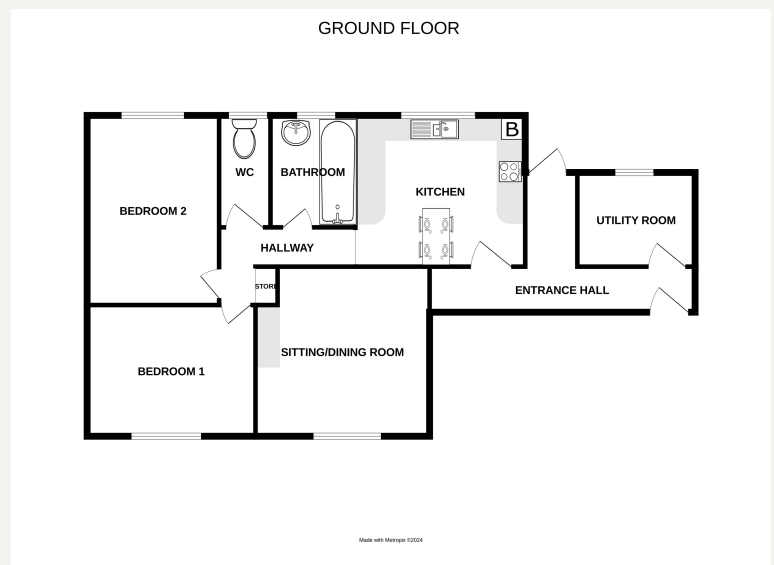 GROUND FLOOR
B
WC
BATHROOM
KITCHEN
BEDROOM 2
UTILITY ROOM
HALLWAY
STORE
ENTRANCE HALL
SITTING/DINING ROOM
BEDROOM 1
Made with Metropix ©2024